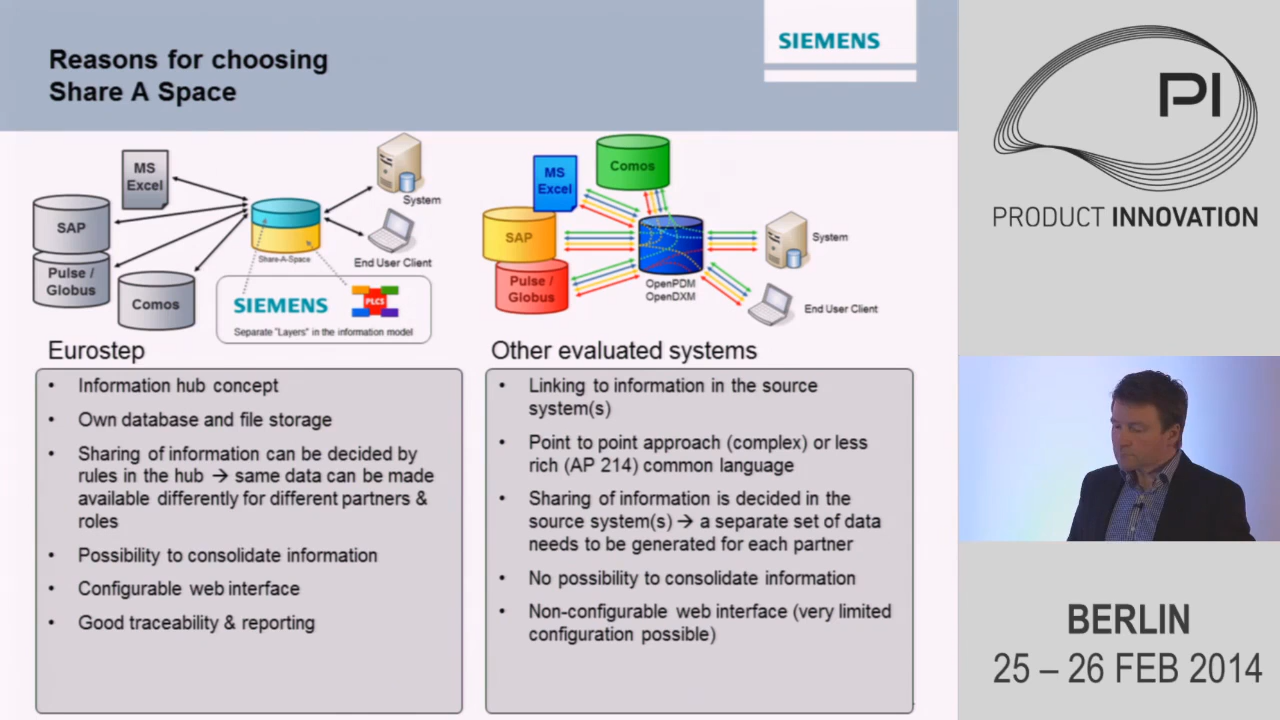 Reasons for choosing
Share A Space
SIEMENS
MS
Excel
SAP
Pulse /
Globus
Comos
Share-A-Space
System
End User Client
SIEMENS
PLCS
Separate "Layers" in the information model
Comos
MS
Excel
SAP
Pulse /
Globus
OpenPDM
OpenDXM
System
End User Client
Eurostep
• Information hub concept
• Own database and file storage
• Sharing of information can be decided by
rules in the hub → same data can be made
available differently for different partners &
roles
• Possibility to consolidate information
• Configurable web interface
• Good traceability & reporting
Other evaluated systems
• Linking to information in the source
system(s)
• Point to point approach (complex) or less
rich (AP 214) common language
• Sharing of information is decided in the
source system(s) → a separate set of data
needs to be generated for each partner
• No possibility to consolidate information
• Non-configurable web interface (very limited
configuration possible)
PI
PRODUCT INNOVATION
BERLIN
25 – 26 FEB 2014